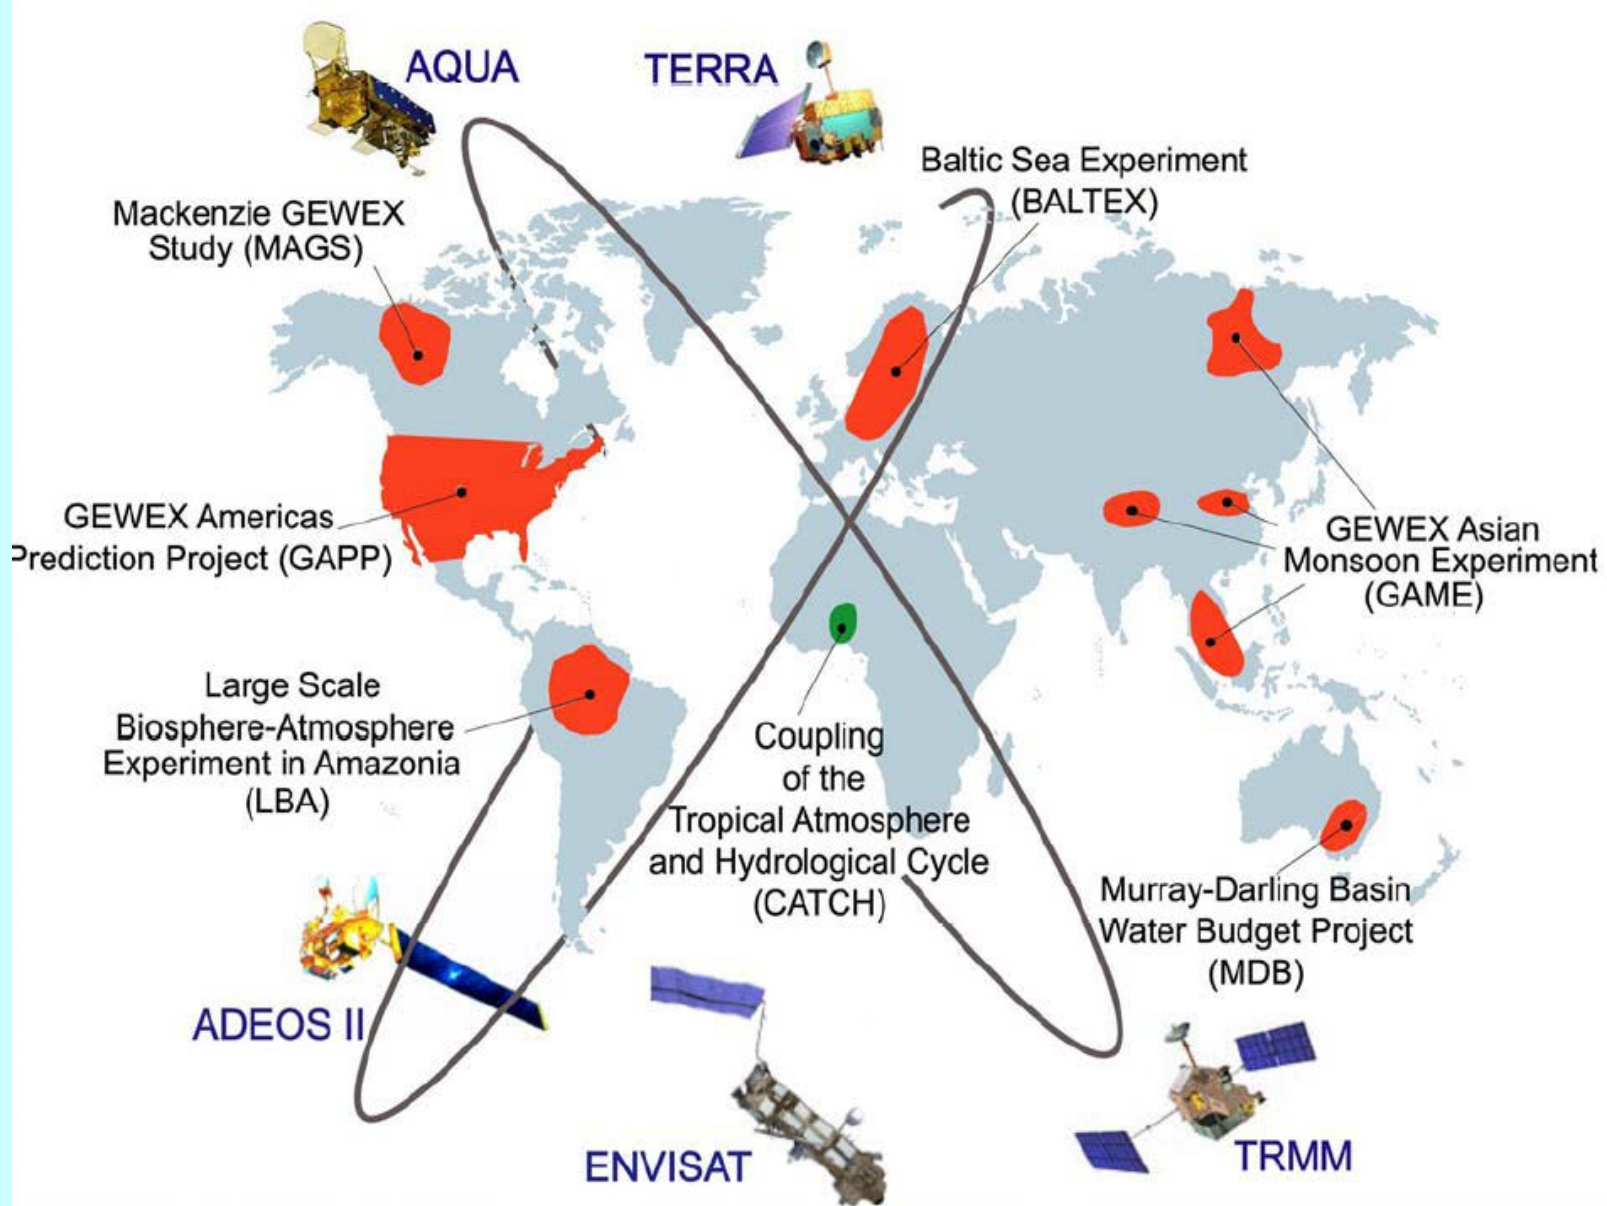 AQUA
TERRA
Baltic Sea Experiment
(BALTEX)
Mackenzie GEWEX
Study (MAGS)
GEWEX Americas
Prediction Project (GAPP)
GEWEX Asian
Monsoon Experiment
(GAME)
Large Scale
Biosphere-Atmosphere
Experiment in Amazonia
(LBA)
Coupling
of the
Tropical Atmosphere
and Hydrological Cycle
(CATCH)
Murray-Darling Basin
Water Budget Project
(MDB)
ADEOS II
ENVISAT
TRMM